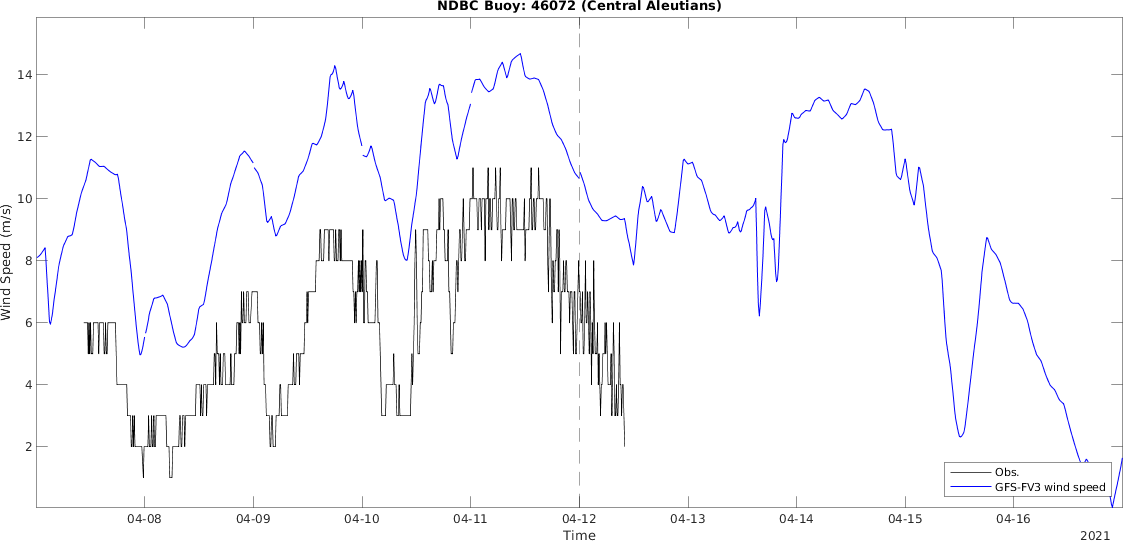 NDBC Buoy: 46072 (Central Aleutians)
Wind Speed (m/s)
14
12
10
8
6
4
2
Obs.
GFS-FV3 wind speed
04-08 04-09 04-10 04-11 04-12 04-13 04-14 04-15 04-16
Time
2021